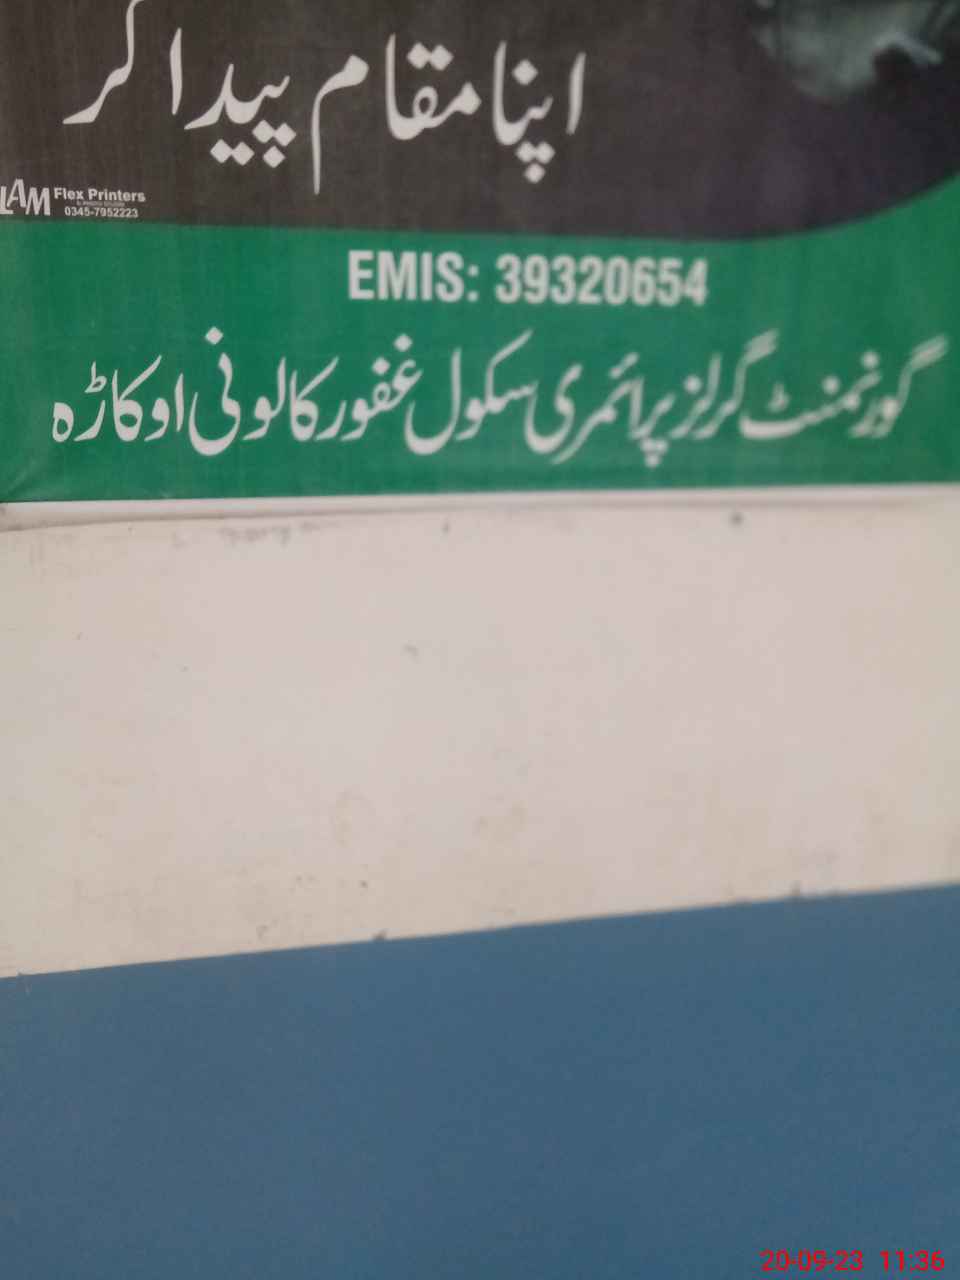 اپنا مقام پیدا کر
LAM Flex Printers
0345-7952223
EMIS: 39320654
گورنمنٹ گرلز پرائمری سکول غفور کالونی اوکاڑہ
20-09-23 11:36